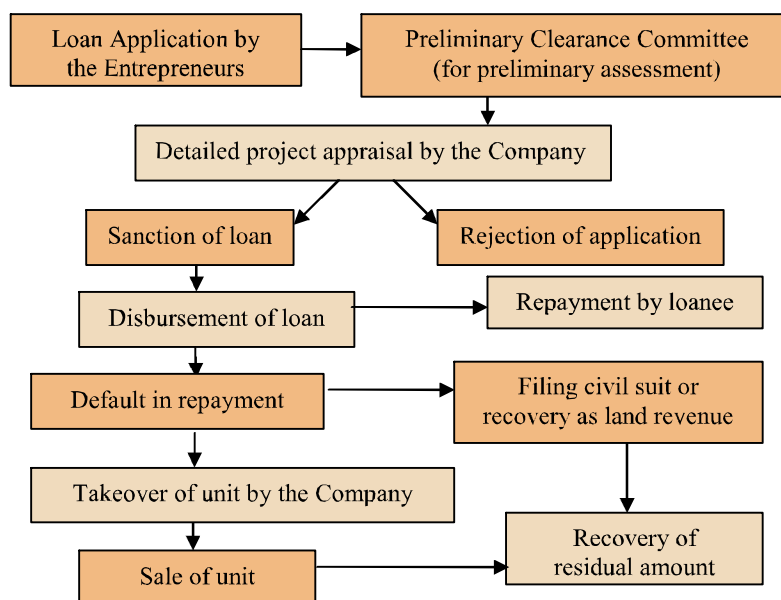 Loan Application by
the Entrepreneurs
Preliminary Clearance Committee
(for preliminary assessment)
Detailed project appraisal by the Company
Sanction of loan
Rejection of application
Disbursement of loan
Repayment by loanee
Default in repayment
Filing civil suit or
recovery as land revenue
Takeover of unit by the Company
Sale of unit
Recovery of
residual amount